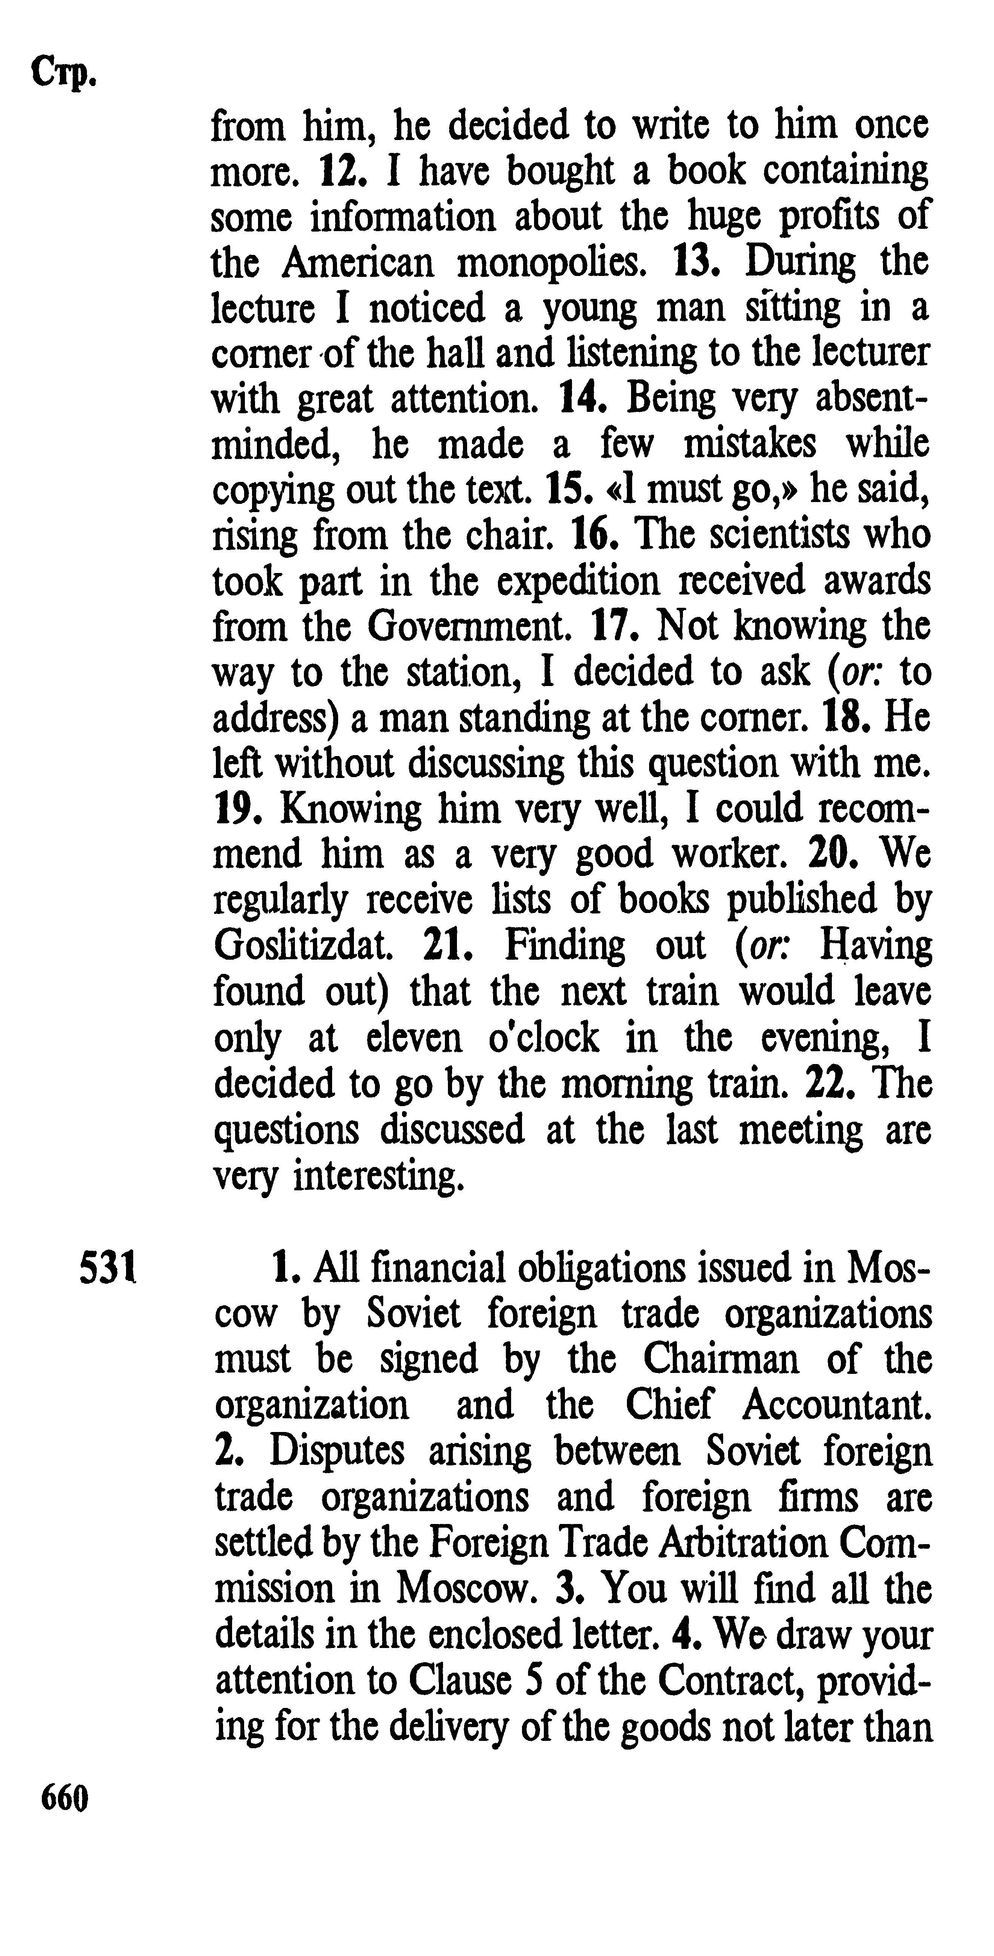 Стр.
from him, he decided to write to him once
more. 12. I have bought a book containing
some information about the huge profits of
the American monopolies. 13. During the
lecture I noticed a young man sitting in a
corner of the hall and listening to the lecturer
with great attention. 14. Being very absent-
minded, he made a few mistakes while
copying out the text. 15. «I must go,» he said,
rising from the chair. 16. The scientists who
took part in the expedition received awards
from the Government. 17. Not knowing the
way to the station, I decided to ask (or: to
address) a man standing at the corner. 18. He
left without discussing this question with me.
19. Knowing him very well, I could recom-
mend him as a very good worker. 20. We
regularly receive lists of books published by
Goslitizdat. 21. Finding out (or: Having
found out) that the next train would leave
only at eleven o'clock in the evening, I
decided to go by the morning train. 22. The
questions discussed at the last meeting are
very interesting.
531 1. All financial obligations issued in Mos-
cow by Soviet foreign trade organizations
must be signed by the Chairman of the
organization and the Chief Accountant.
2. Disputes arising between Soviet foreign
trade organizations and foreign firms are
settled by the Foreign Trade Arbitration Com-
mission in Moscow. 3. You will find all the
details in the enclosed letter. 4. We draw your
attention to Clause 5 of the Contract, provid-
ing for the delivery of the goods not later than
660